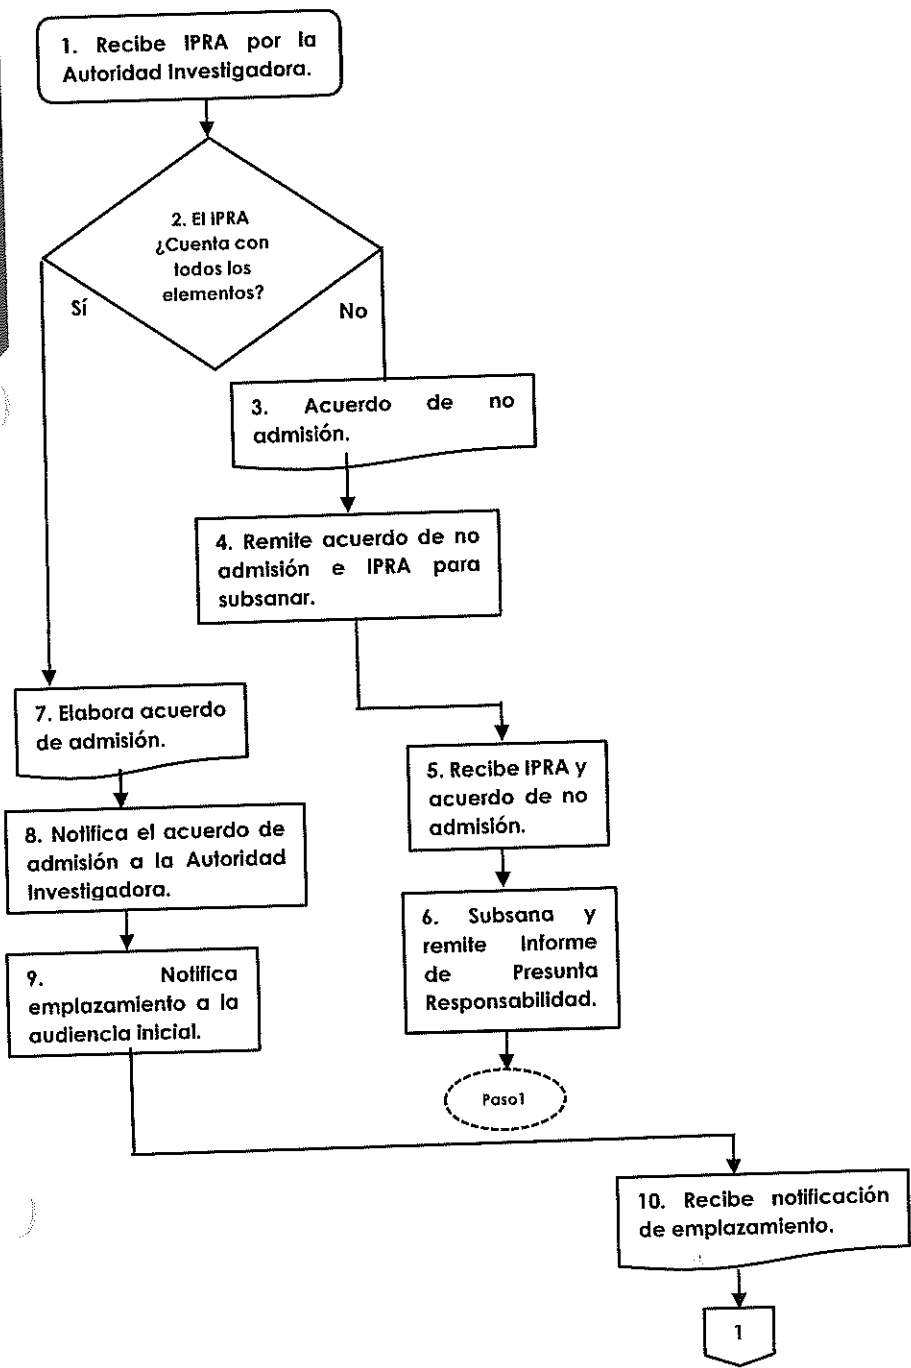 1. Recibe IPRA por la
Autoridad Investigadora.
2. El IPRA
¿Cuenta con
todos los
elementos?
Sí
No
3. Acuerdo de no
admisión.
4. Remite acuerdo de no
admisión e IPRA para
subsanar.
7. Elabora acuerdo
de admisión.
5. Recibe IPRA y
acuerdo de no
admisión.
8. Notifica el acuerdo de
admisión a la Autoridad
Investigadora.
6. Subsana y
remite Informe
de Presunta
Responsabilidad.
9. Notifica
emplazamiento a la
audiencia inicial.
Paso1
10. Recibe notificación
de emplazamiento.
1